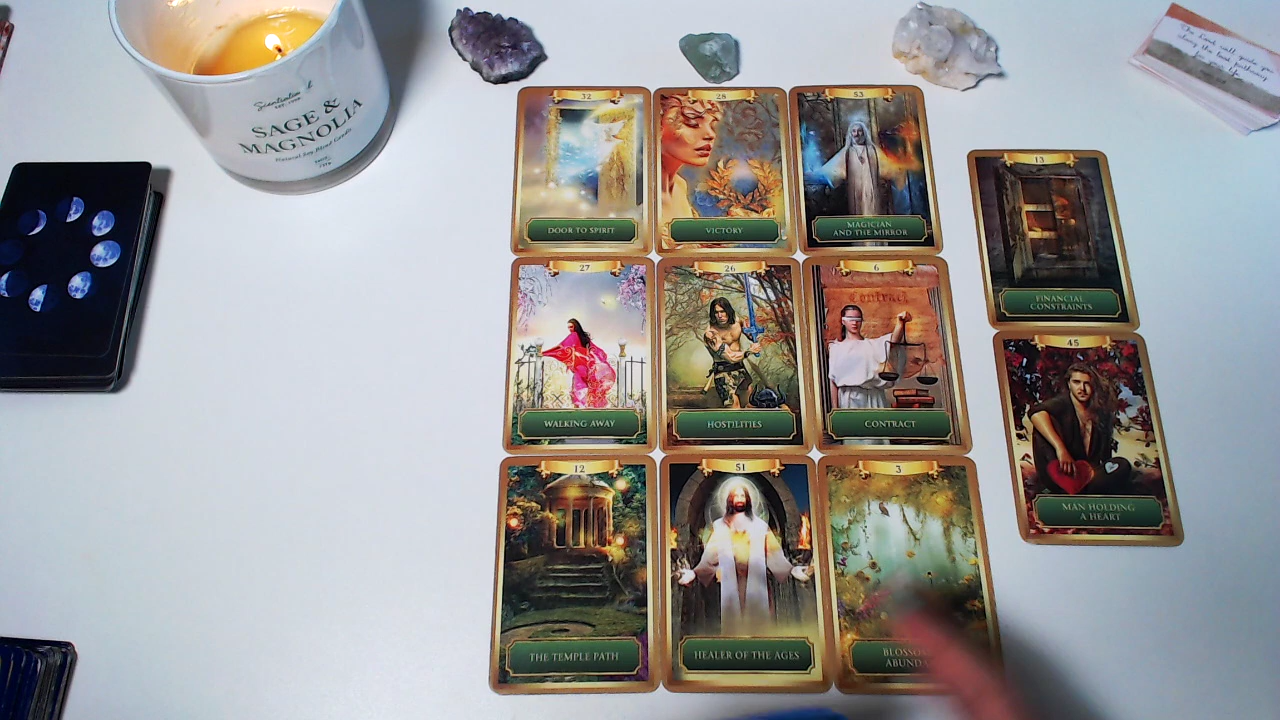 SAGE &
MAGNOLIA
Natural Soy Blend Candle
32
DOOR TO SPIRIT
28
VICTORY
53
MAGICIAN
AND THE MIRROR
13
FINANCIAL
CONSTRAINTS
27
WALKING AWAY
26
HOSTILITIES
6
Contract
CONTRACT
45
MAN HOLDING
A HEART
12
THE TEMPLE PATH
51
HEALER OF THE AGES
3